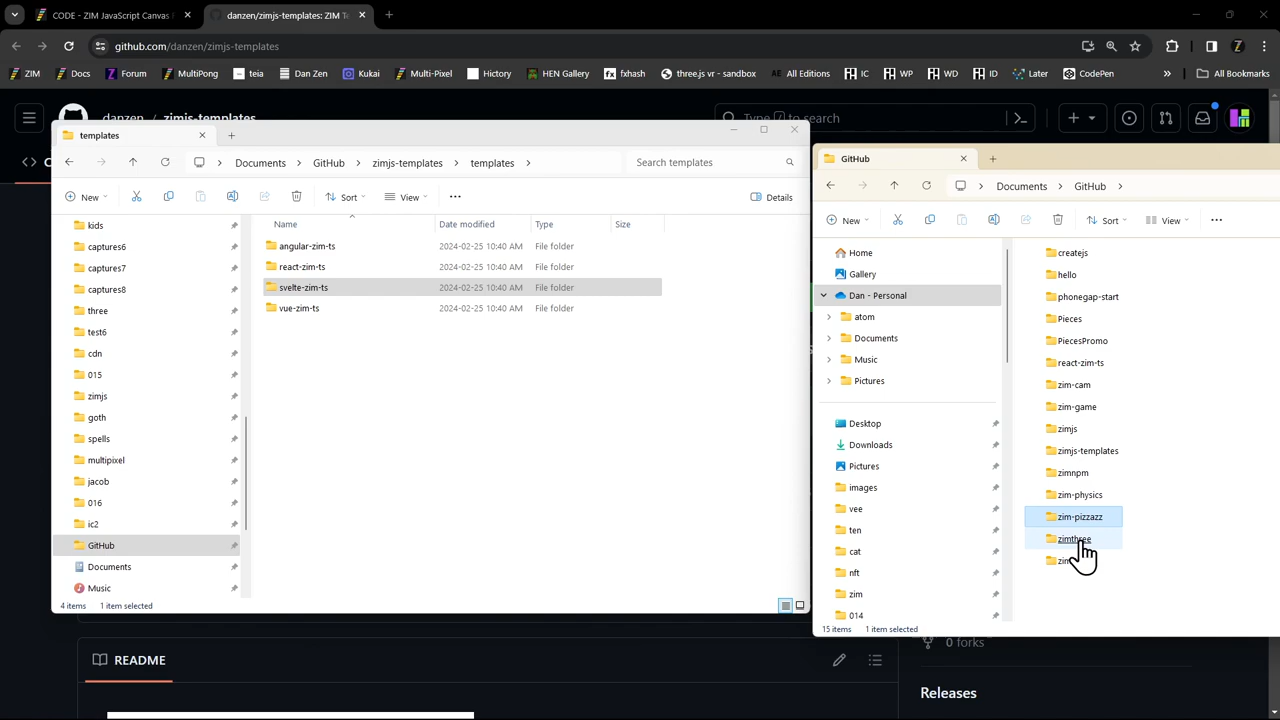 CODE - ZIM JavaScript Canvas F
danzen/zimjs-templates: ZIM Te
github.com/danzen/zimjs-templates
ZIM
Docs
Forum
MultiPong
teia
Dan Zen
Kukai
Multi-Pixel
Hictory
HEN Gallery
fxhash
three.js vr - sandbox
All Editions
IC
WP
WD
ID
Later
CodePen
All Bookmarks
danzen / zimjs-templates
Type / to search
templates
Documents
GitHub
zimjs-templates
templates
Search templates
New
Sort
View
Details
kids
captures6
captures7
captures8
three
test6
cdn
015
zimjs
goth
spells
multipixel
jacob
016
ic2
GitHub
Documents
Music
Name
Date modified
Type
Size
angular-zim-ts 2024-02-25 10:40 AM File folder
react-zim-ts 2024-02-25 10:40 AM File folder
svelte-zim-ts 2024-02-25 10:40 AM File folder
vue-zim-ts 2024-02-25 10:40 AM File folder
4 items 1 item selected
GitHub
Documents
GitHub
New
Sort
View
Home
Gallery
Dan - Personal
atom
Documents
Music
Pictures
Desktop
Downloads
Pictures
images
vee
ten
cat
nft
zim
014
createjs
hello
phonegap-start
Pieces
PiecesPromo
react-zim-ts
zim-cam
zim-game
zimjs
zimjs-templates
zimnpm
zim-physics
zim-pizzazz
zimthree
15 items 1 item selected
README
0 forks
Releases